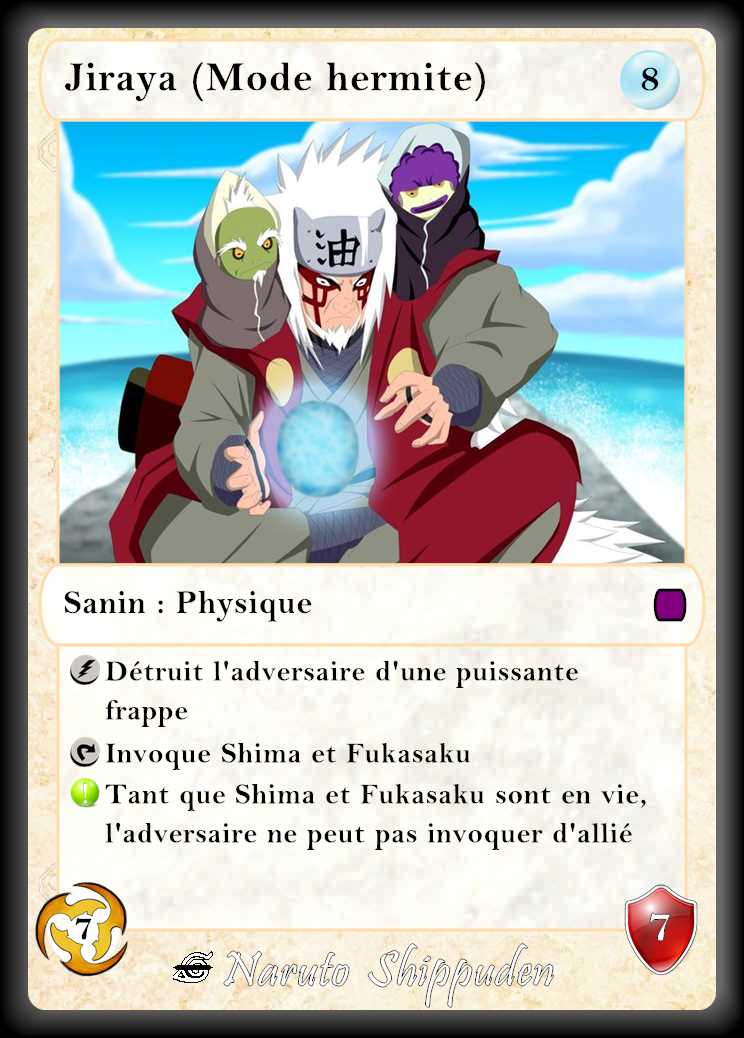 Jiraya (Mode hermite)
8
油
Sanin : Physique
Détruit l'adversaire d'une puissante
frappe
Invoque Shima et Fukasaku
Tant que Shima et Fukasaku sont en vie,
l'adversaire ne peut pas invoquer d'allié
7
7
Naruto Shippuden